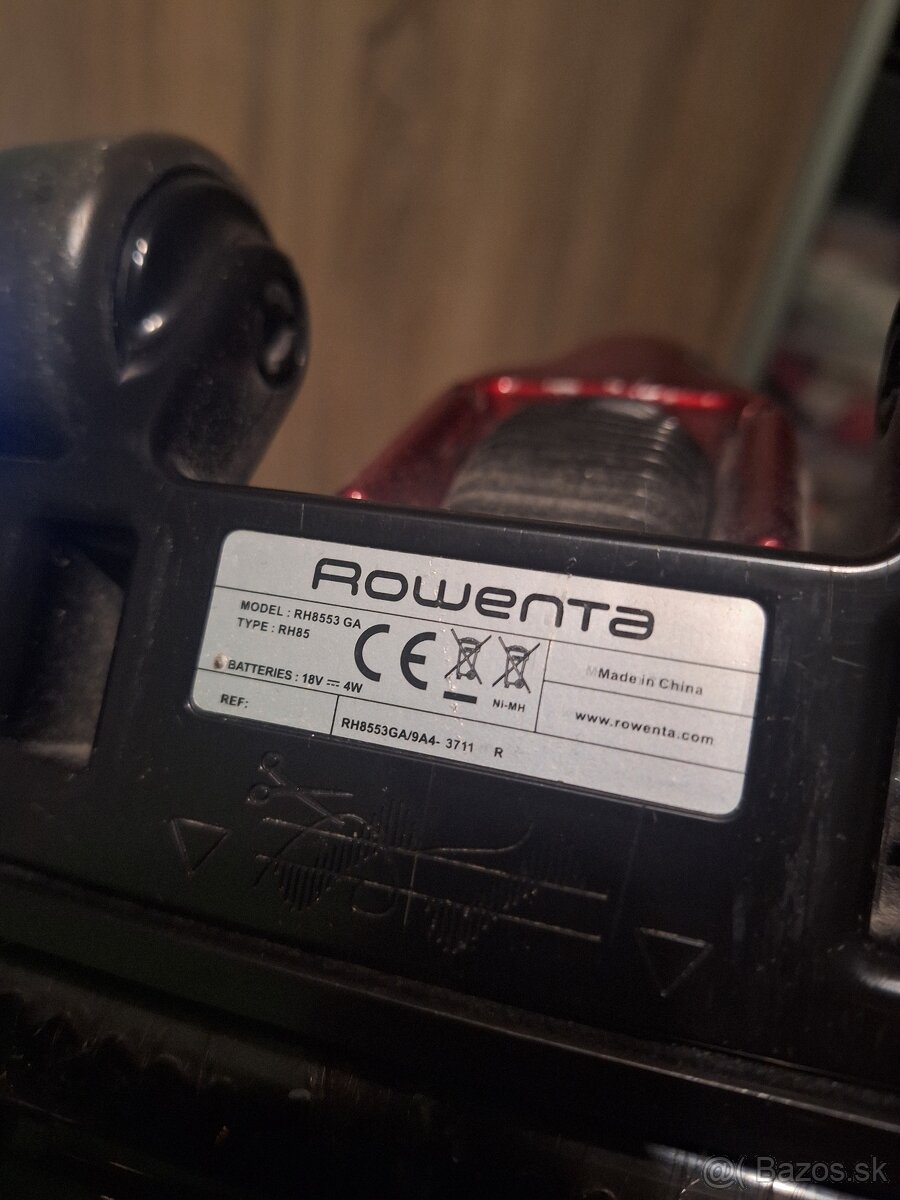 Rowenta
MODEL : RH8553 GA
TYPE : RH85
CE
BATTERIES : 18V ⎓ 4W
Ni-MH
Made in China
www.rowenta.com
REF:
RH8553GA/9A4- 3711 R
@( Bazos.sk